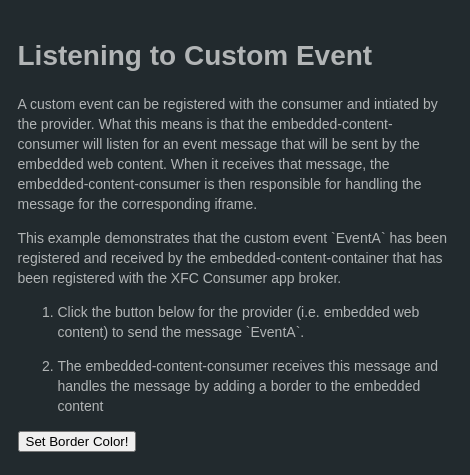 Listening to Custom Event
A custom event can be registered with the consumer and intiated by
the provider. What this means is that the embedded-content-
consumer will listen for an event message that will be sent by the
embedded web content. When it receives that message, the
embedded-content-consumer is then responsible for handling the
message for the corresponding iframe.
This example demonstrates that the custom event `EventA` has been
registered and received by the embedded-content-container that has
been registered with the XFC Consumer app broker.
1. Click the button below for the provider (i.e. embedded web
content) to send the message `EventA`.
2. The embedded-content-consumer receives this message and
handles the message by adding a border to the embedded
content
Set Border Color!